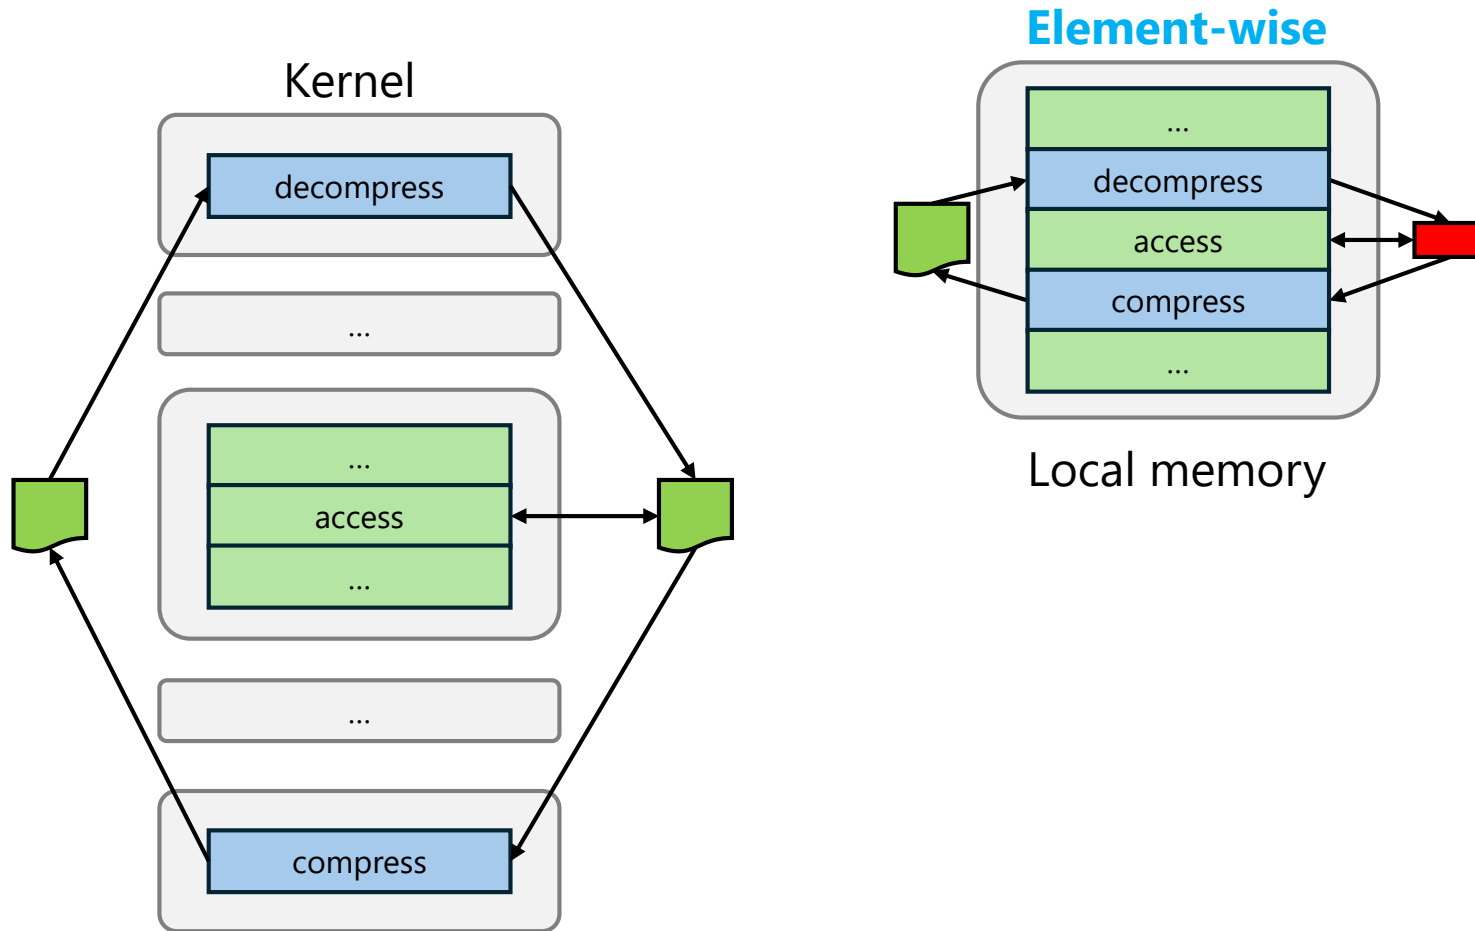 Kernel
decompress
...
...
access
...
...
compress
Element-wise
...
decompress
access
compress
...
Local memory